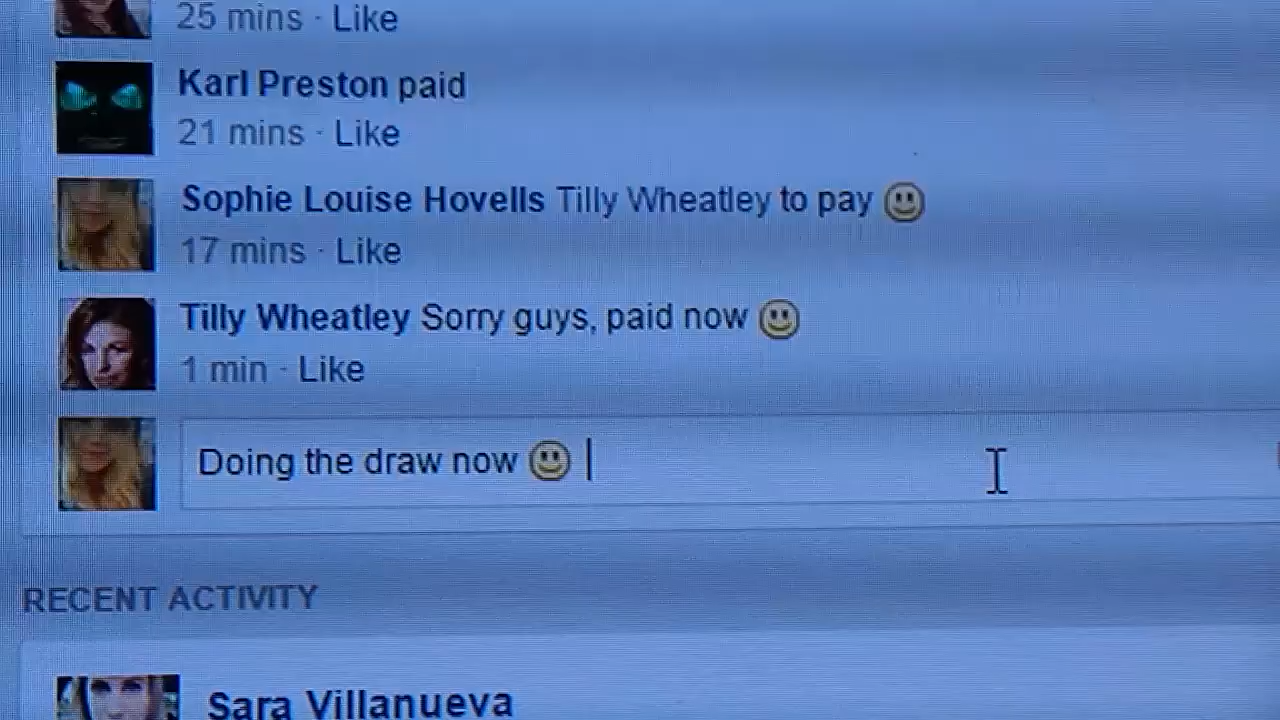 25 mins · Like
Karl Preston paid
21 mins · Like
Sophie Louise Hovells Tilly Wheatley to pay
17 mins · Like
Tilly Wheatley Sorry guys, paid now
1 min · Like
Doing the draw now
RECENT ACTIVITY
Sara Villanueva